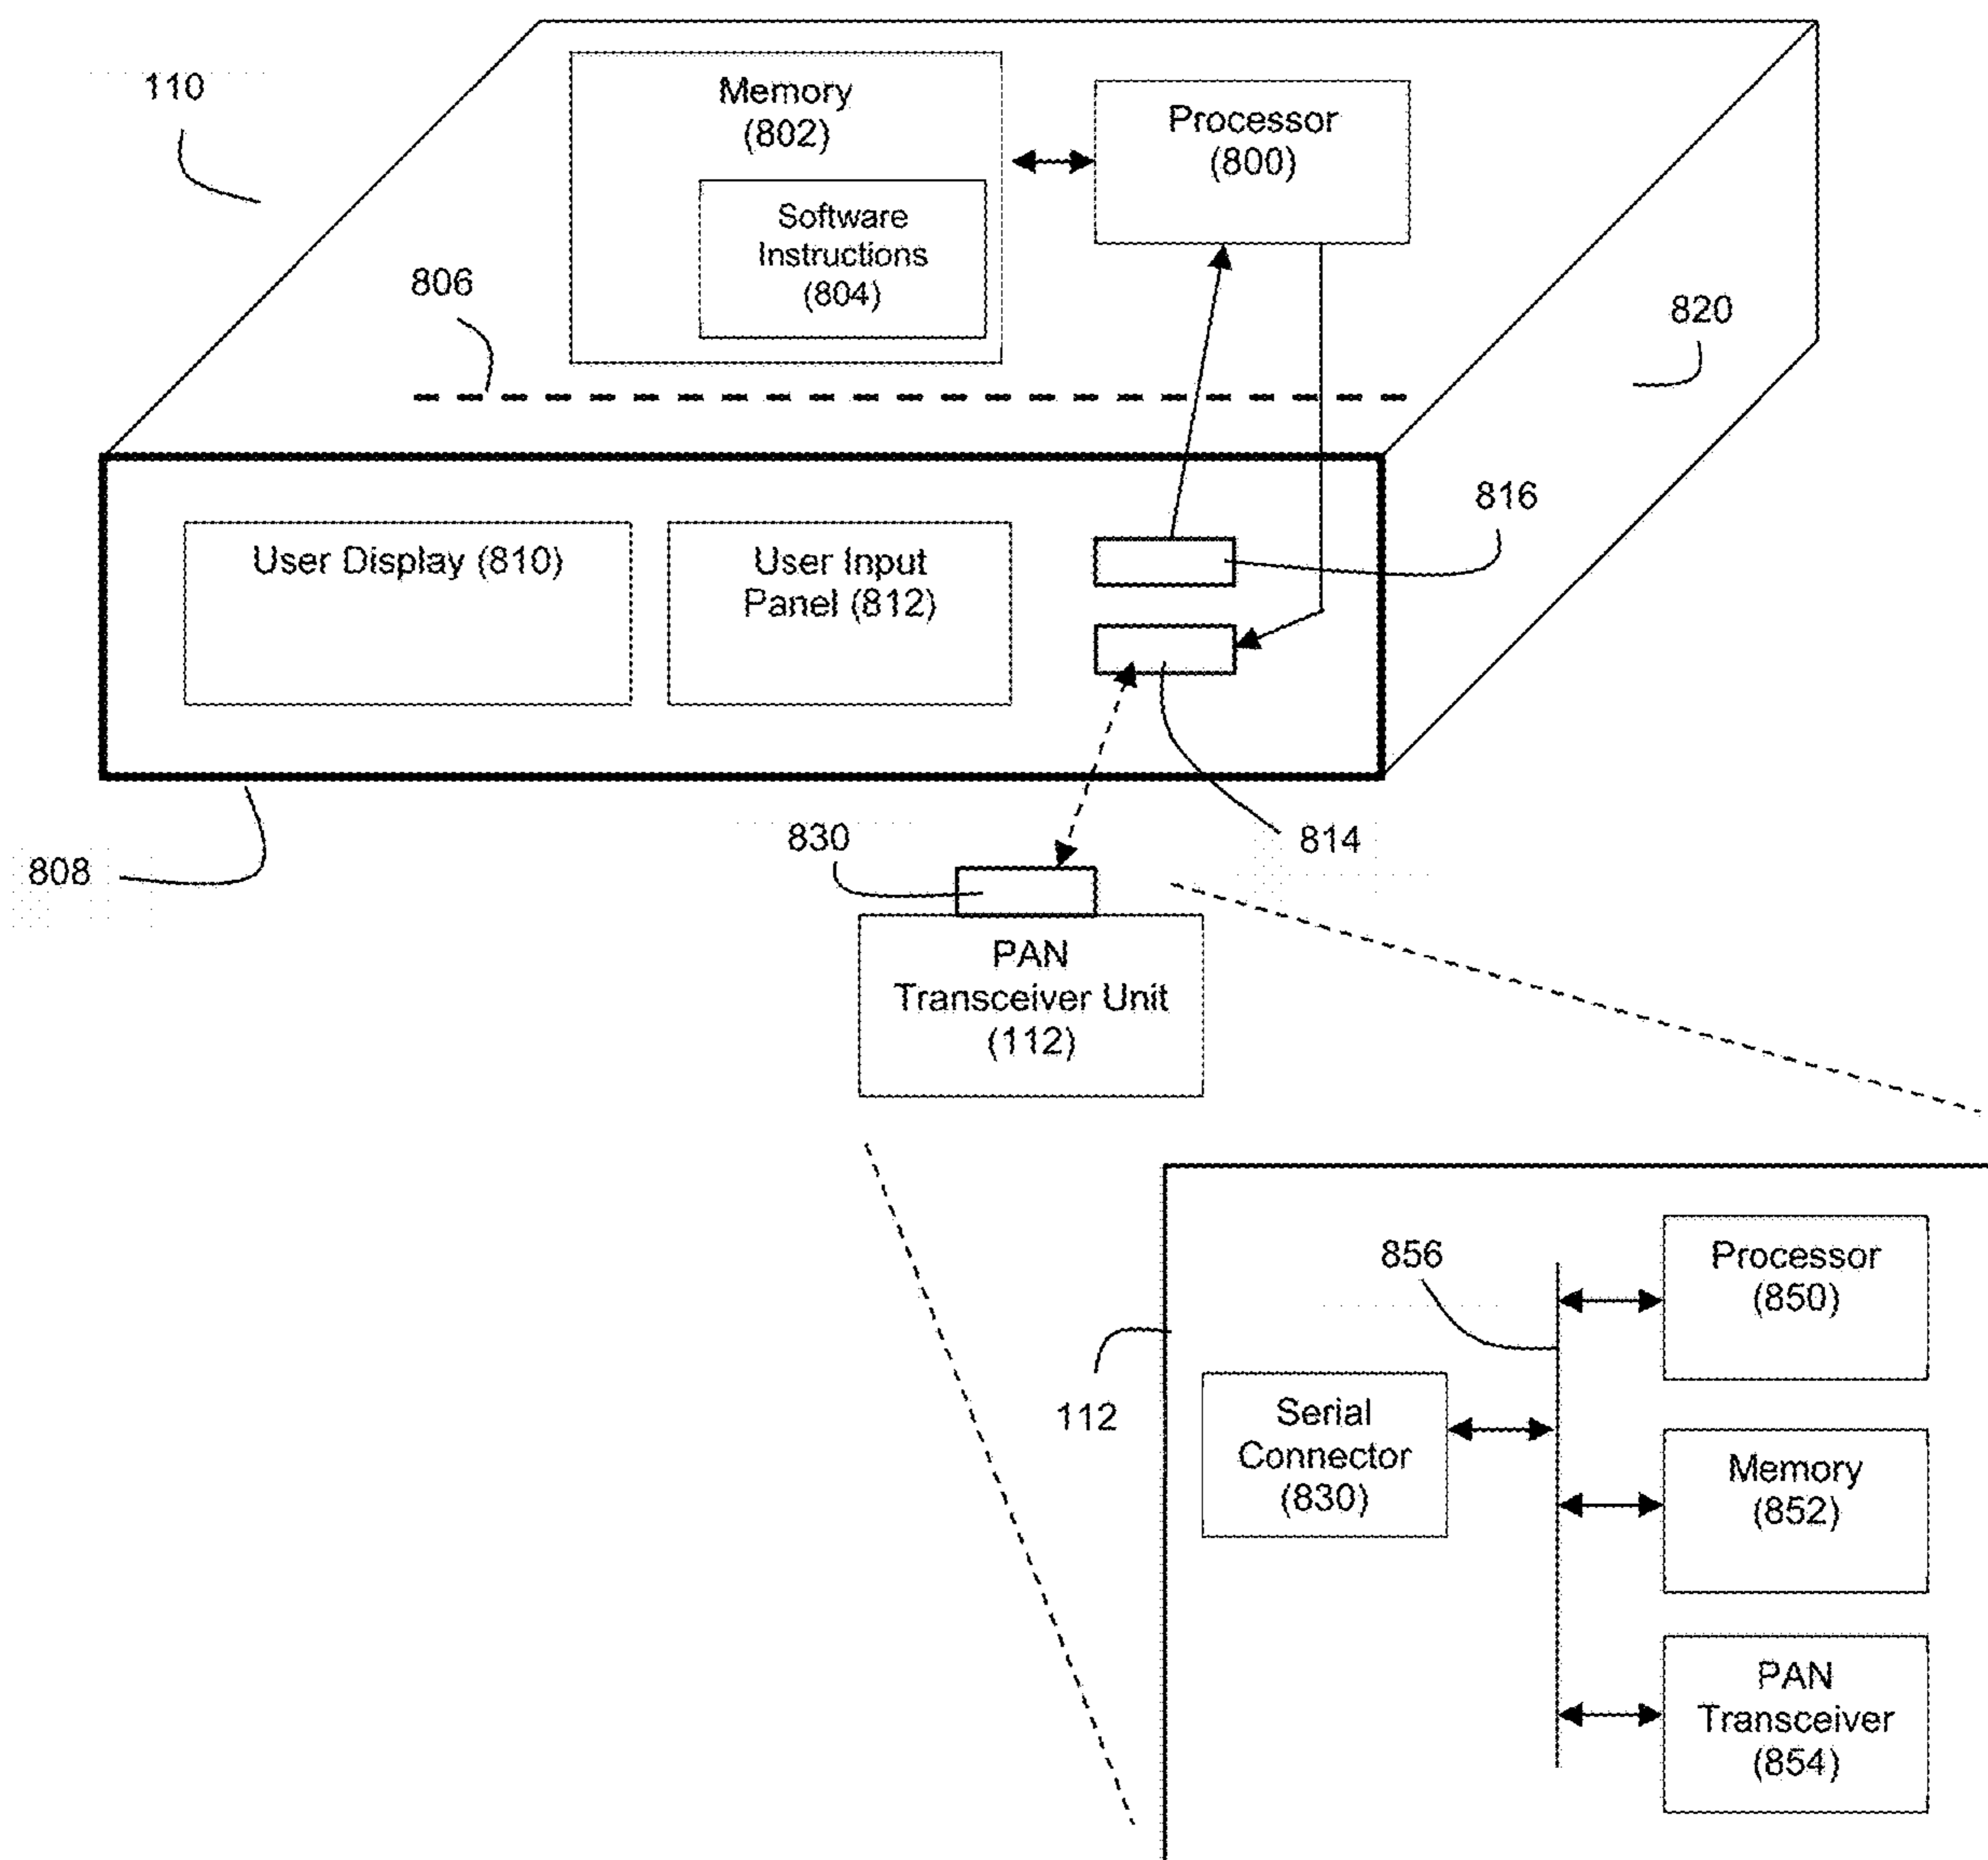 110
Memory
(802)
Processor
(800)
Software
Instructions
(804)
806
820
816
User Display (810)
User Input
Panel (812)
830
814
808
PAN
Transceiver Unit
(112)
856
Processor
(850)
112
Serial
Connector
(830)
Memory
(852)
PAN
Transceiver
(854)